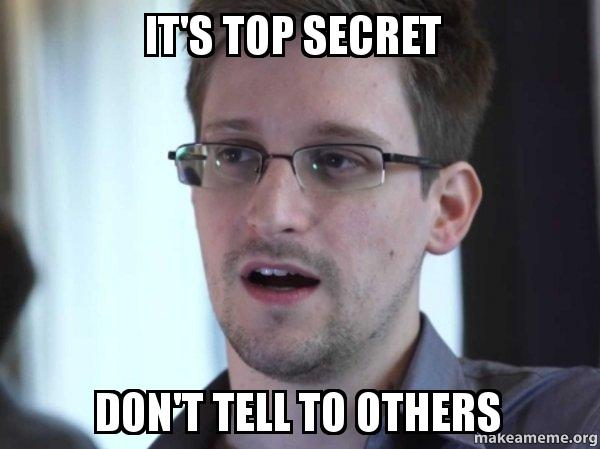 IT'S TOP SECRET
DON'T TELL TO OTHERS
makeameme.org